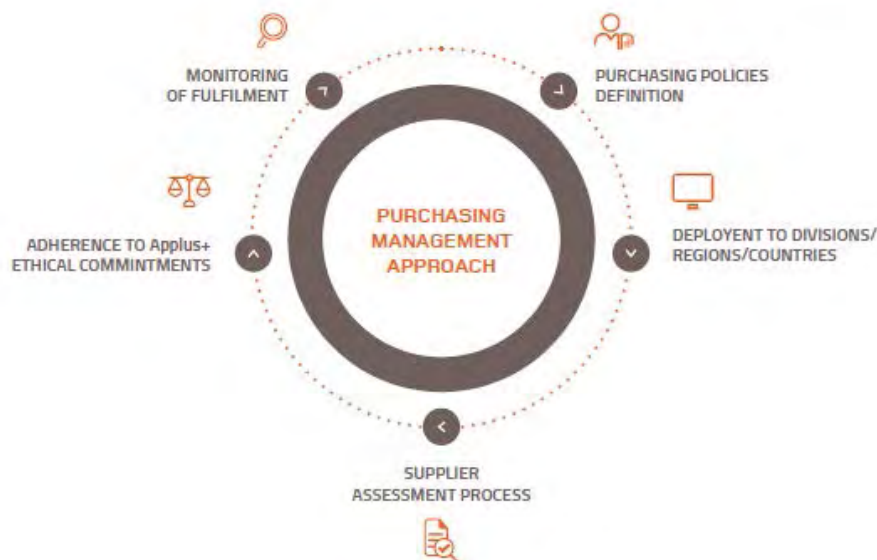 MONITORING
OF FULFILMENT
PURCHASING POLICIES
DEFINITION
PURCHASING
MANAGEMENT
APPROACH
ADHERENCE TO Applus+
ETHICAL COMMINTMENTS
DEPLOYENT TO DIVISIONS/
REGIONS/COUNTRIES
SUPPLIER
ASSESSMENT PROCESS